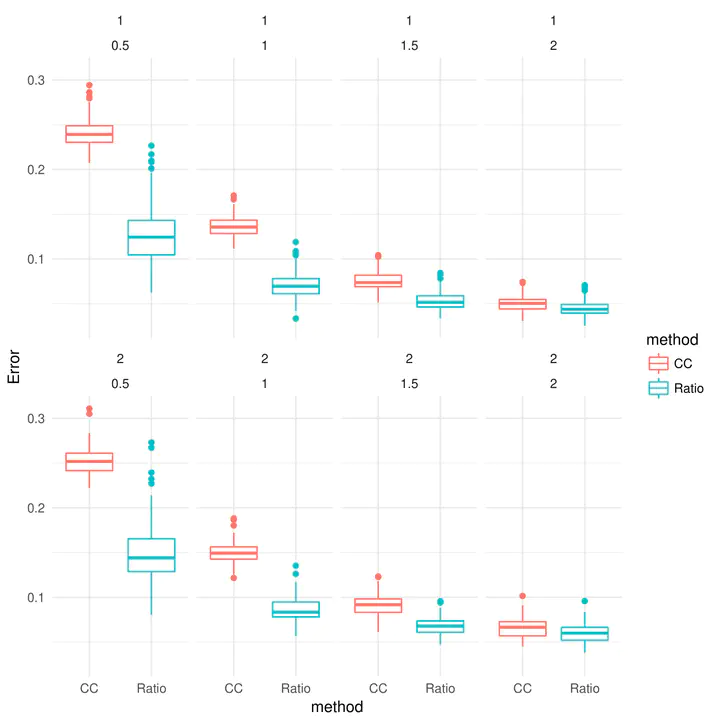 1 1 1 1
0.5 1 1.5 2
0.3
0.2
0.1
Error
2 2 2 2
0.5 1 1.5 2
0.3
0.2
0.1
CC Ratio CC Ratio CC Ratio CC Ratio
method
method
CC
Ratio